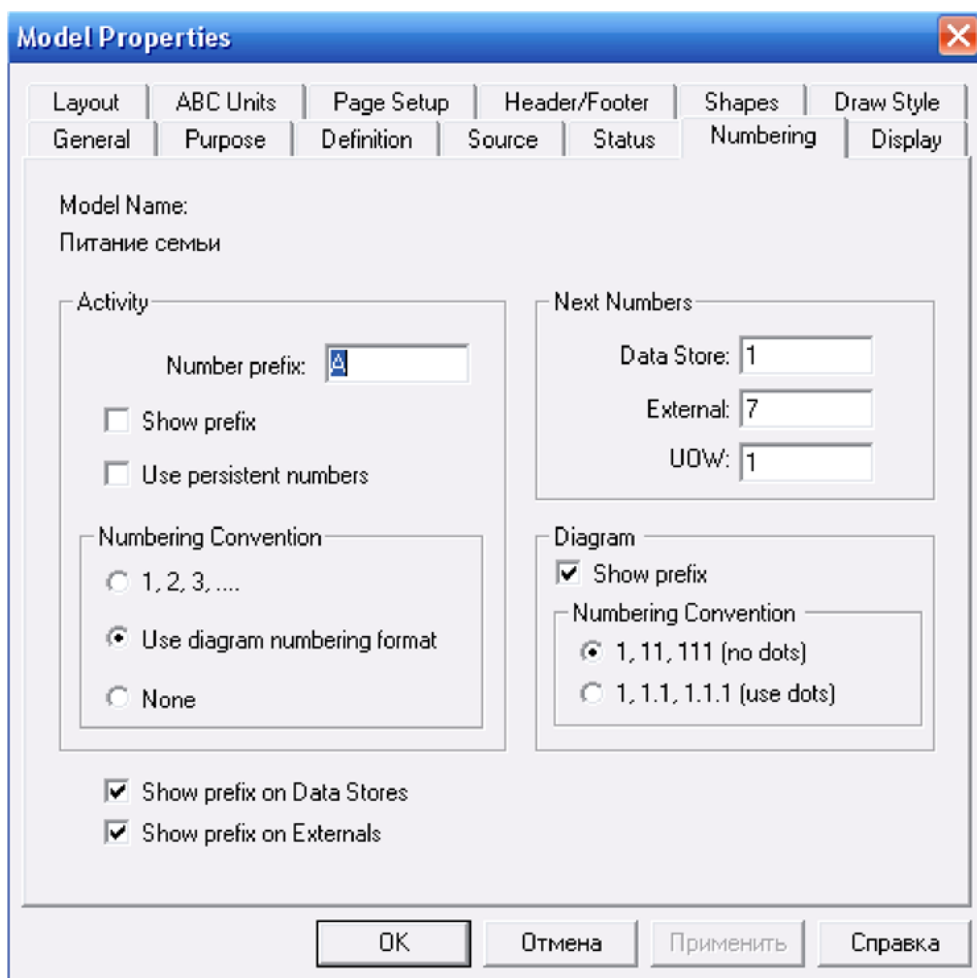 Model Properties
Layout ABC Units Page Setup Header/Footer Shapes Draw Style
General Purpose Definition Source Status Numbering Display
Model Name:
Питание семьи
Activity
Number prefix: A
Show prefix
Use persistent numbers
Numbering Convention
1, 2, 3, ....
Use diagram numbering format
None
Next Numbers
Data Store: 1
External: 7
UOW: 1
Diagram
Show prefix
Numbering Convention
1, 11, 111 (no dots)
1, 1.1, 1.1.1 (use dots)
Show prefix on Data Stores
Show prefix on Externals
OK Отмена Применить Справка